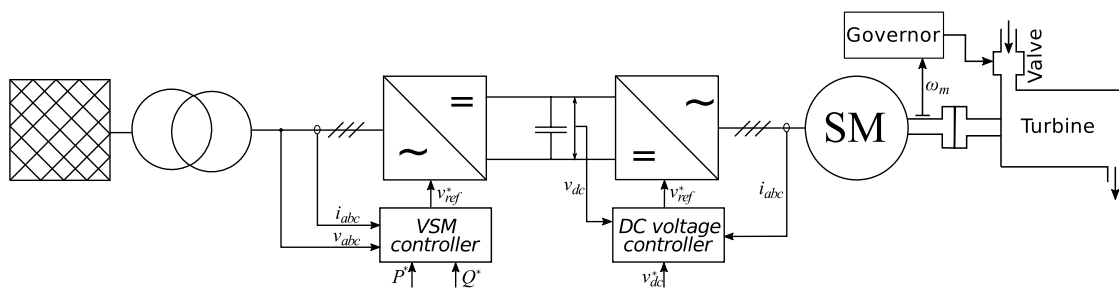 Governor
Valve
ω_m
SM
Turbine
=
~
~
=
v_dc
v*_ref
v*_ref
i_abc
i_abc
v_abc
VSM
controller
DC voltage
controller
P*
Q*
v*_dc